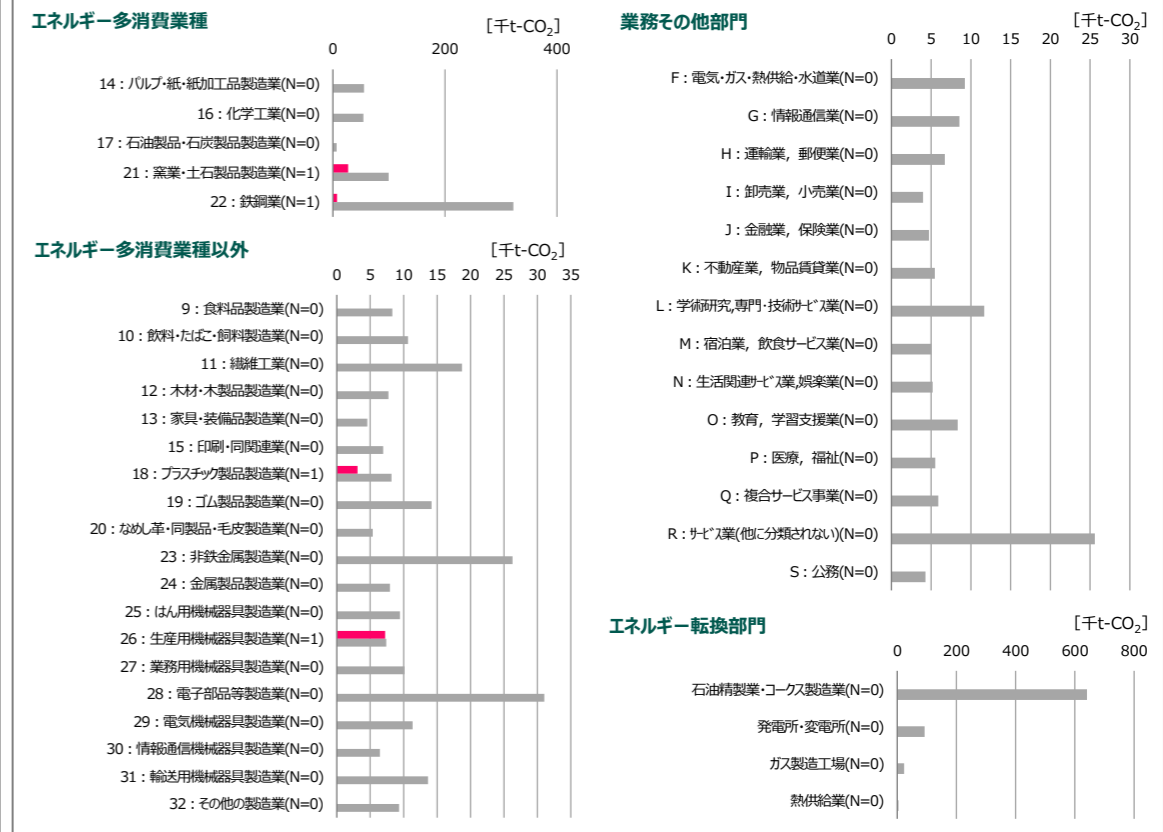 エネルギー多消費業種
[千t-CO2]
0 200 400
14:パルプ・紙・紙加工品製造業(N=0)
16:化学工業(N=0)
17:石油製品・石炭製品製造業(N=0)
21:窯業・土石製品製造業(N=1)
22:鉄鋼業(N=1)
エネルギー多消費業種以外
[千t-CO2]
0 5 10 15 20 25 30 35
9:食料品製造業(N=0)
10:飲料・たばこ・飼料製造業(N=0)
11:繊維工業(N=0)
12:木材・木製品製造業(N=0)
13:家具・装備品製造業(N=0)
15:印刷・同関連業(N=0)
18:プラスチック製品製造業(N=1)
19:ゴム製品製造業(N=0)
20:なめし革・同製品・毛皮製造業(N=0)
23:非鉄金属製造業(N=0)
24:金属製品製造業(N=0)
25:はん用機械器具製造業(N=0)
26:生産用機械器具製造業(N=1)
27:業務用機械器具製造業(N=0)
28:電子部品等製造業(N=0)
29:電気機械器具製造業(N=0)
30:情報通信機械器具製造業(N=0)
31:輸送用機械器具製造業(N=0)
32:その他の製造業(N=0)
業務その他部門
[千t-CO2]
0 5 10 15 20 25 30
F:電気・ガス・熱供給・水道業(N=0)
G:情報通信業(N=0)
H:運輸業，郵便業(N=0)
I:卸売業，小売業(N=0)
J:金融業，保険業(N=0)
K:不動産業，物品賃貸業(N=0)
L:学術研究,専門・技術サービス業(N=0)
M:宿泊業，飲食サービス業(N=0)
N:生活関連サービス業,娯楽業(N=0)
O:教育，学習支援業(N=0)
P:医療，福祉(N=0)
Q:複合サービス事業(N=0)
R:サービス業(他に分類されない)(N=0)
S:公務(N=0)
エネルギー転換部門
[千t-CO2]
0 200 400 600 800
石油精製業・コークス製造業(N=0)
発電所・変電所(N=0)
ガス製造工場(N=0)
熱供給業(N=0)